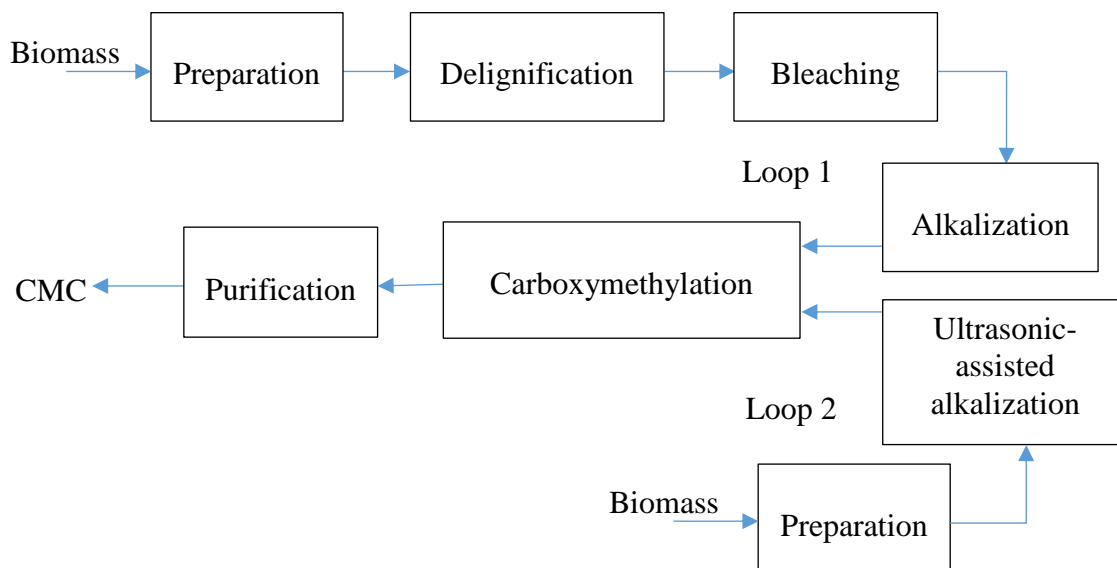 Biomass
Preparation
Delignification
Bleaching
Loop 1
Alkalization
CMC
Purification
Carboxymethylation
Ultrasonic-
assisted
alkalization
Loop 2
Biomass
Preparation